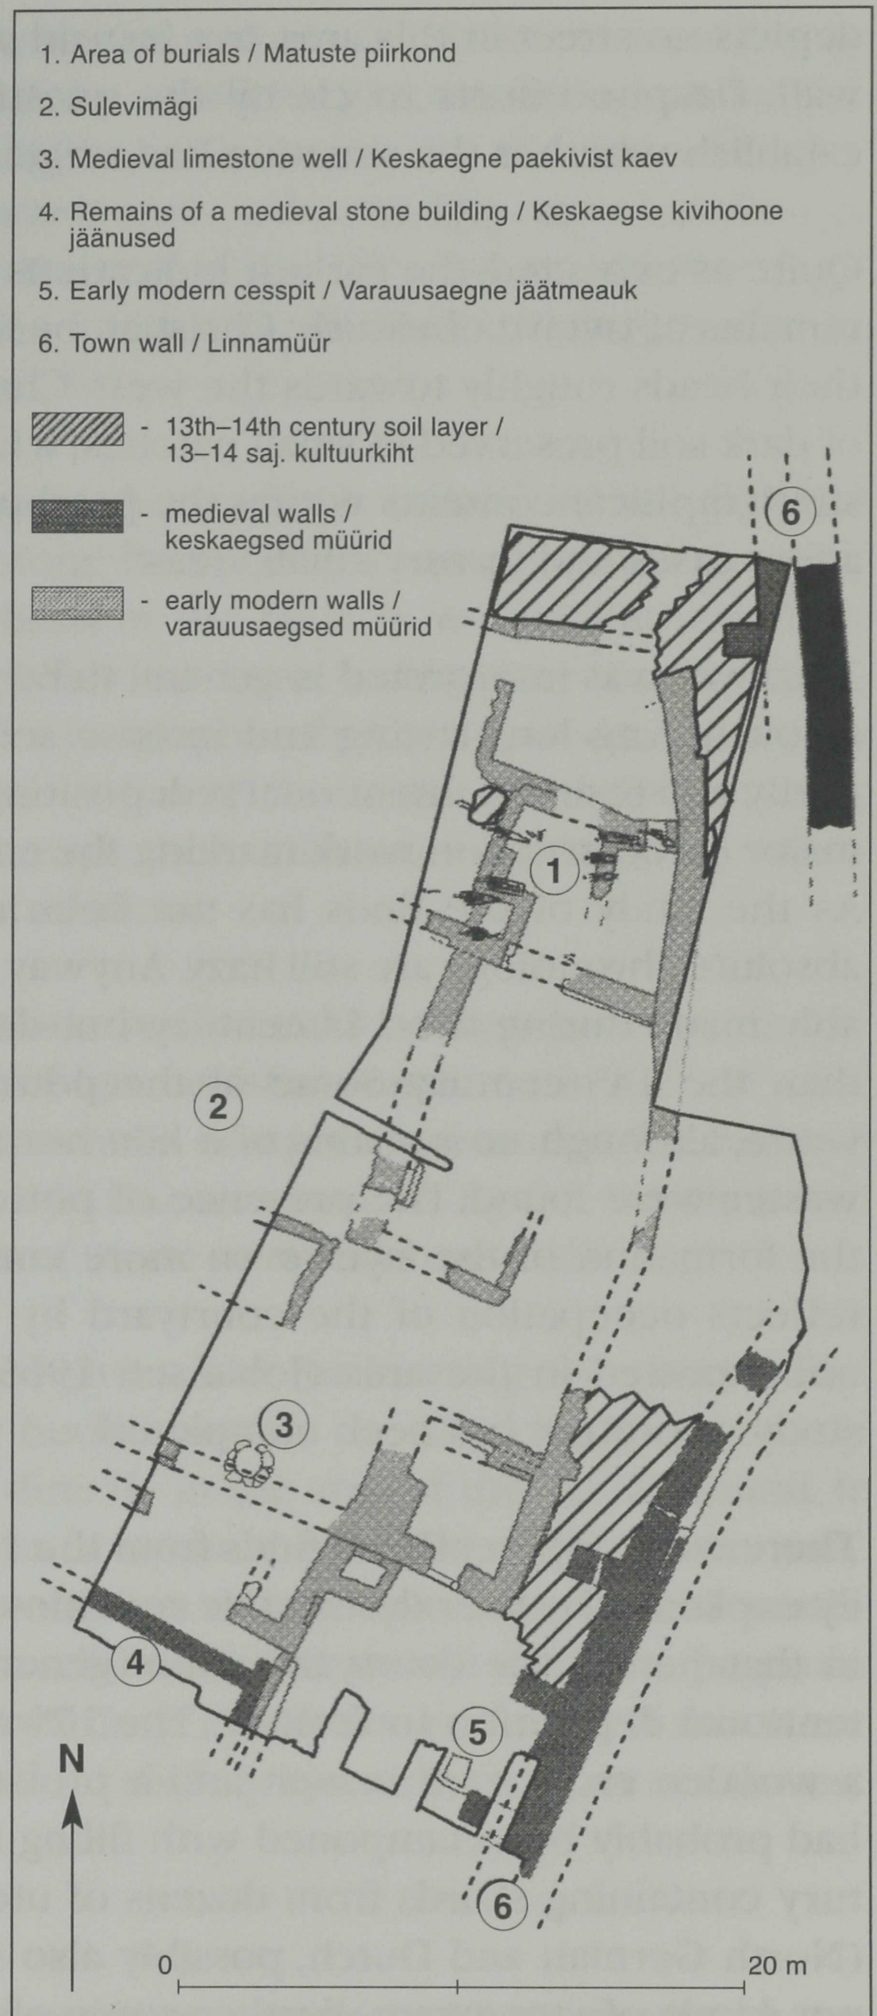 1. Area of burials / Matuste piirkond
2. Sulevimägi
3. Medieval limestone well / Keskaegne paekivist kaev
4. Remains of a medieval stone building / Keskaegse kivihoone
jäänused
5. Early modern cesspit / Varauusaegne jäätmeauk
6. Town wall / Linnamüür
- 13th–14th century soil layer /
13–14 saj. kultuurkiht
- medieval walls /
keskaegsed müürid
- early modern walls /
varauusaegsed müürid
6
1
2
3
4
5
N
6
0
20 m